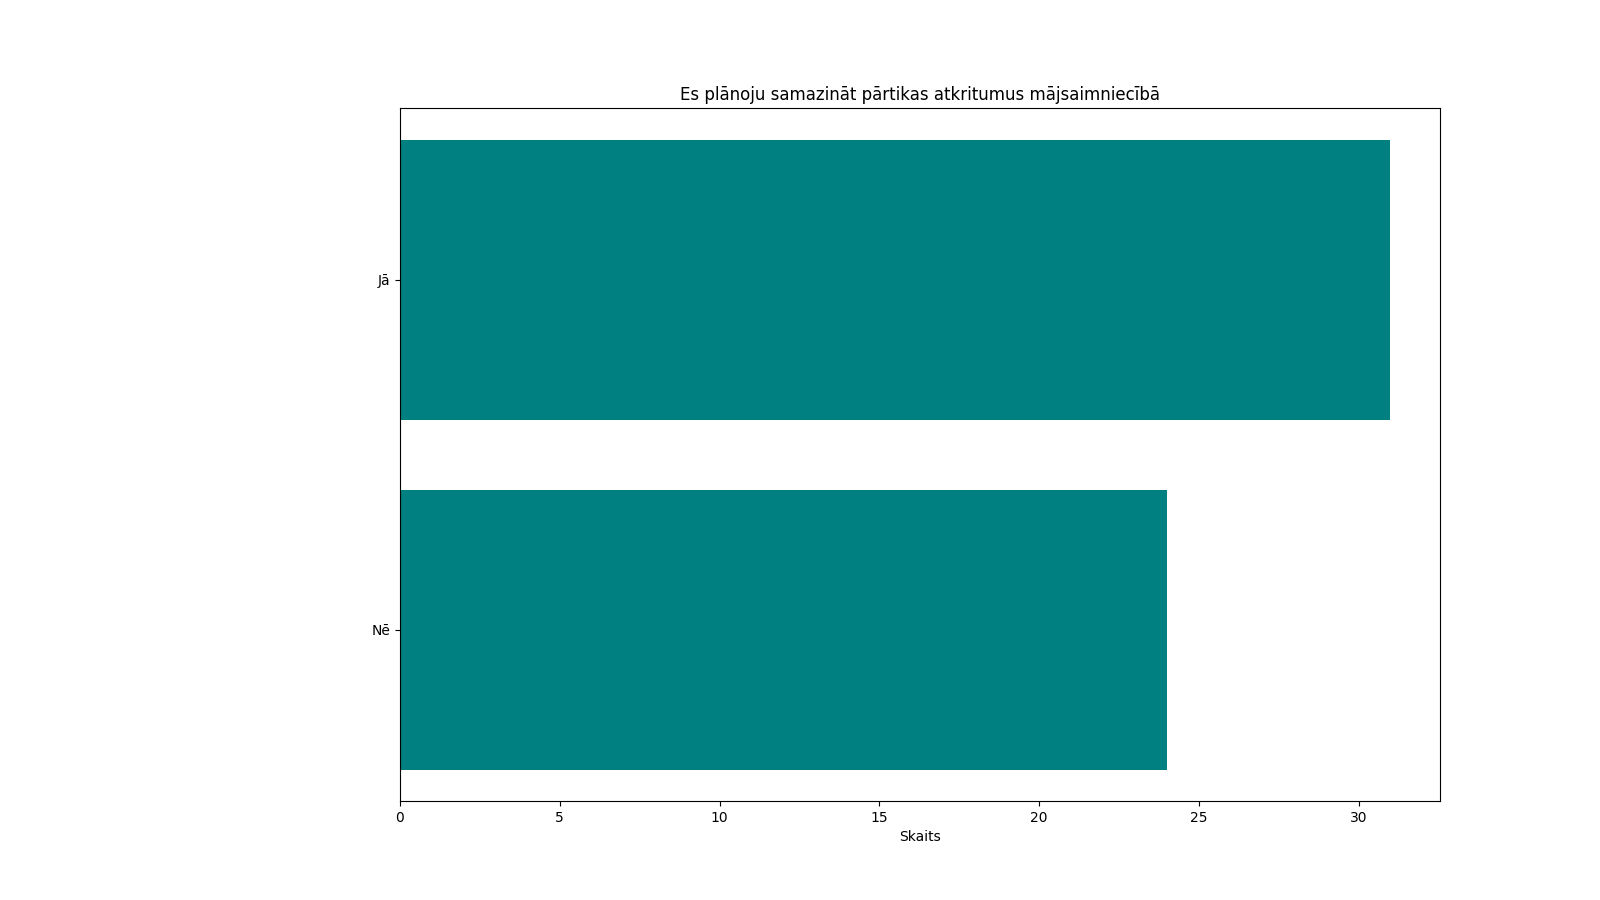 Es plānoju samazināt pārtikas atkritumus mājsaimniecībā
Jā
Nē
0 5 10 15 20 25 30
Skaits